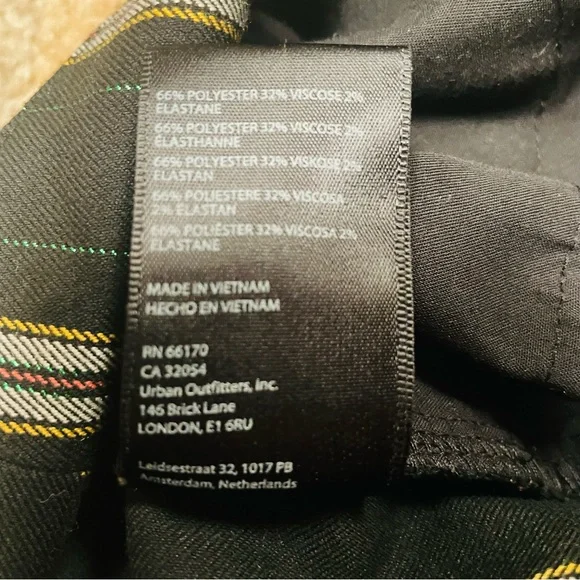 66% POLYESTER 32% VISCOSE 2%
ELASTANE
66% POLYESTER 32% VISCOSE 2%
ELASTHANNE
66% POLYESTER 32% VISKOSE 2%
ELASTAN
66% POLIESTERE 32% VISCOSA
2% ELASTAN
66% POLIÉSTER 32% VISCOSA 2%
ELASTANE
MADE IN VIETNAM
HECHO EN VIETNAM
RN 66170
CA 32054
Urban Outfitters, Inc.
146 Brick Lane
LONDON, E1 6RU
Leidsestraat 32, 1017 PB
Amsterdam, Netherlands